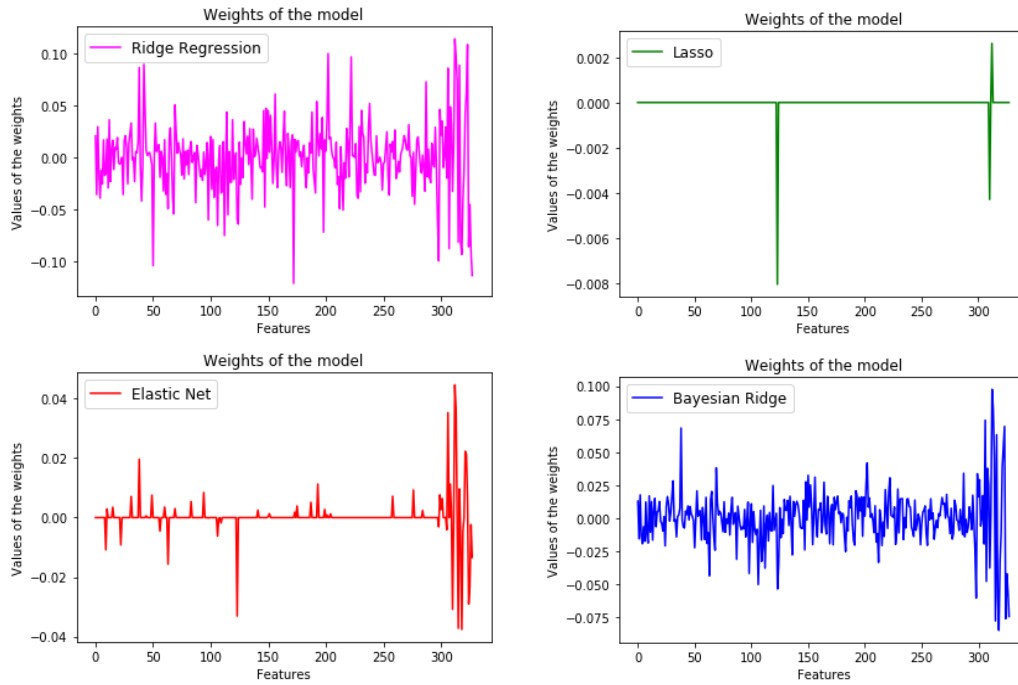 Weights of the model
Ridge Regression
0.10
0.05
0.00
−0.05
−0.10
Values of the weights
0 50 100 150 200 250 300
Features
Weights of the model
Lasso
0.002
0.000
−0.002
−0.004
−0.006
−0.008
Values of the weights
0 50 100 150 200 250 300
Features
Weights of the model
Elastic Net
0.04
0.02
0.00
−0.02
−0.04
Values of the weights
0 50 100 150 200 250 300
Features
Weights of the model
Bayesian Ridge
0.100
0.075
0.050
0.025
0.000
−0.025
−0.050
−0.075
Values of the weights
0 50 100 150 200 250 300
Features